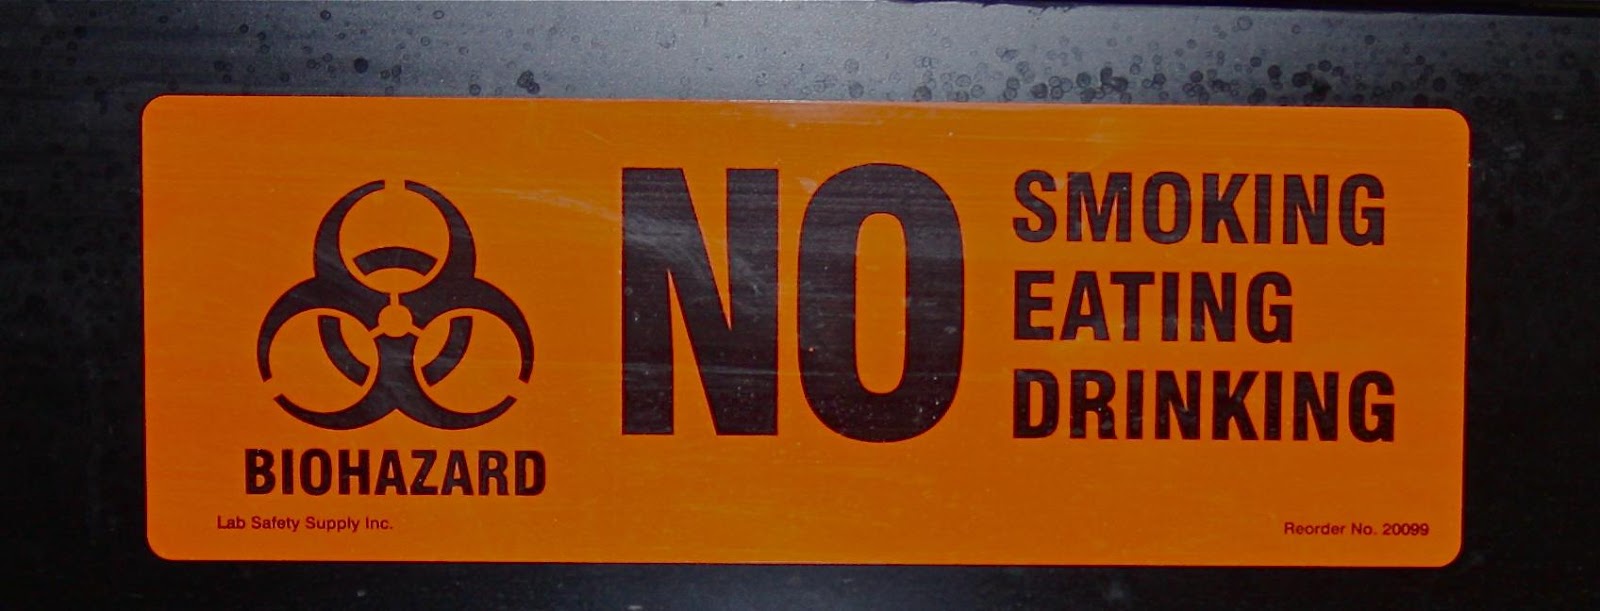 BIOHAZARD
Lab Safety Supply Inc.
NO
SMOKING
EATING
DRINKING
Reorder No. 20099